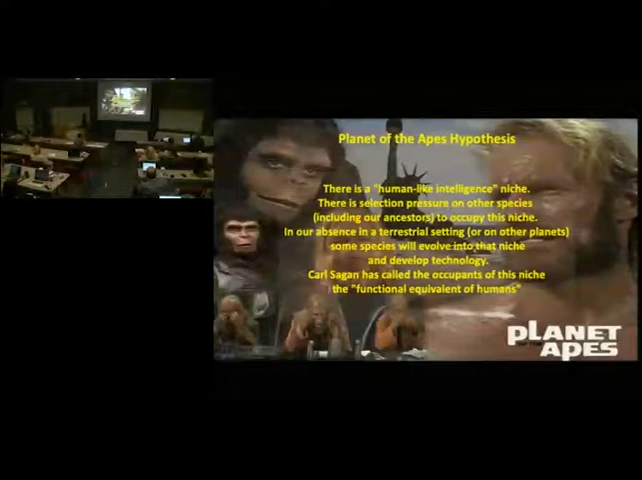 Planet of the Apes Hypothesis
There is a "human-like intelligence" niche.
There is selection pressure on other species
(including our ancestors) to occupy this niche.
In our absence in a terrestrial setting (or on other planets)
some species will evolve into that niche
and develop technology.
Carl Sagan has called the occupants of this niche
the "functional equivalent of humans"
PLANET
OF THE APES